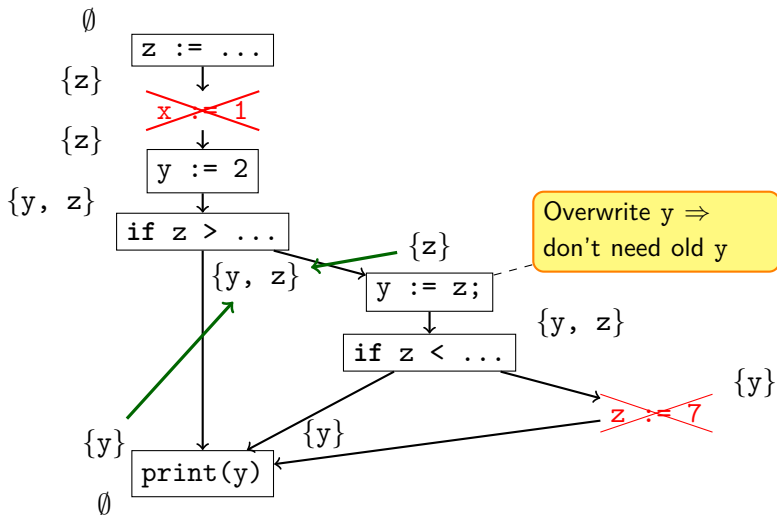 ∅
z := ...
{z}
x := 1
{z}
y := 2
{y, z}
if z > ...
Overwrite y ⇒
don't need old y
{z}
{y, z}
y := z;
{y, z}
if z < ...
{y}
z := 7
{y}
{y}
print(y)
∅